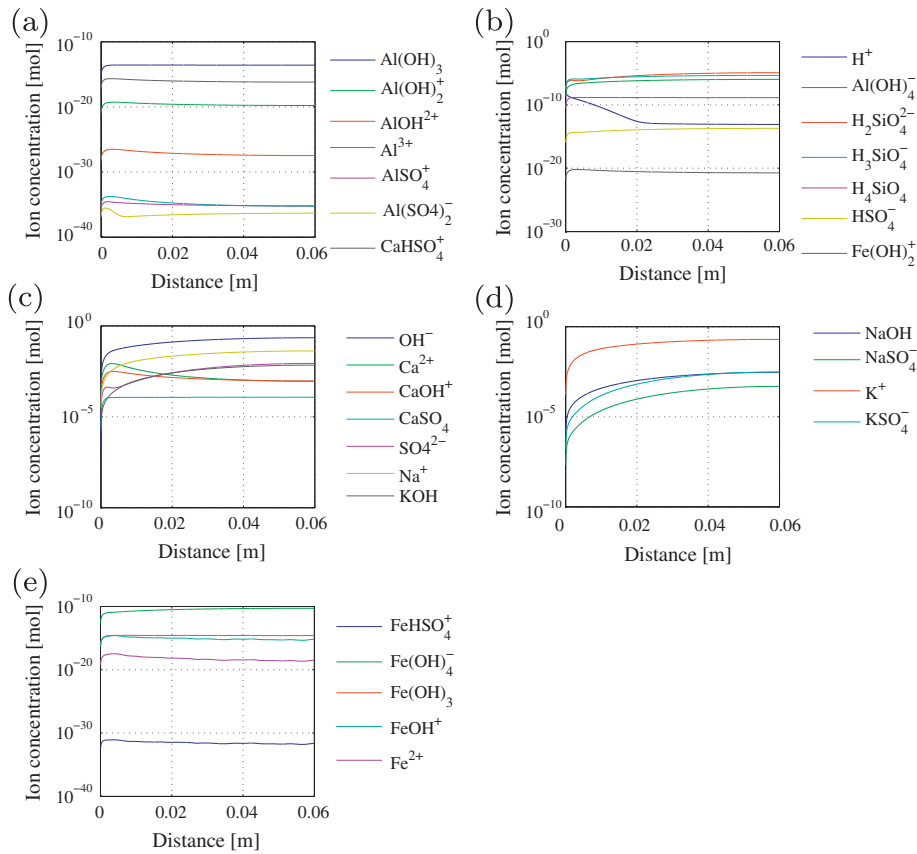 (a)
Ion concentration [mol]
10^−10
10^−20
10^−30
10^−40
0 0.02 0.04 0.06
Distance [m]
Al(OH)₃
Al(OH)₂⁺
AlOH²⁺
Al³⁺
AlSO₄⁺
Al(SO4)₂⁻
CaHSO₄⁺
(b)
Ion concentration [mol]
10^0
10^−10
10^−20
10^−30
0 0.02 0.04 0.06
Distance [m]
H⁺
Al(OH)₄⁻
H₂SiO₄²⁻
H₃SiO₄⁻
H₄SiO₄
HSO₄⁻
Fe(OH)₂⁺
(c)
Ion concentration [mol]
10^0
10^−5
10^−10
0 0.02 0.04 0.06
Distance [m]
OH⁻
Ca²⁺
CaOH⁺
CaSO₄
SO4²⁻
Na⁺
KOH
(d)
Ion concentration [mol]
10^0
10^−5
10^−10
0 0.02 0.04 0.06
Distance [m]
NaOH
NaSO₄⁻
K⁺
KSO₄⁻
(e)
Ion concentration [mol]
10^−10
10^−20
10^−30
10^−40
0 0.02 0.04 0.06
Distance [m]
FeHSO₄⁺
Fe(OH)₄⁻
Fe(OH)₃
FeOH⁺
Fe²⁺